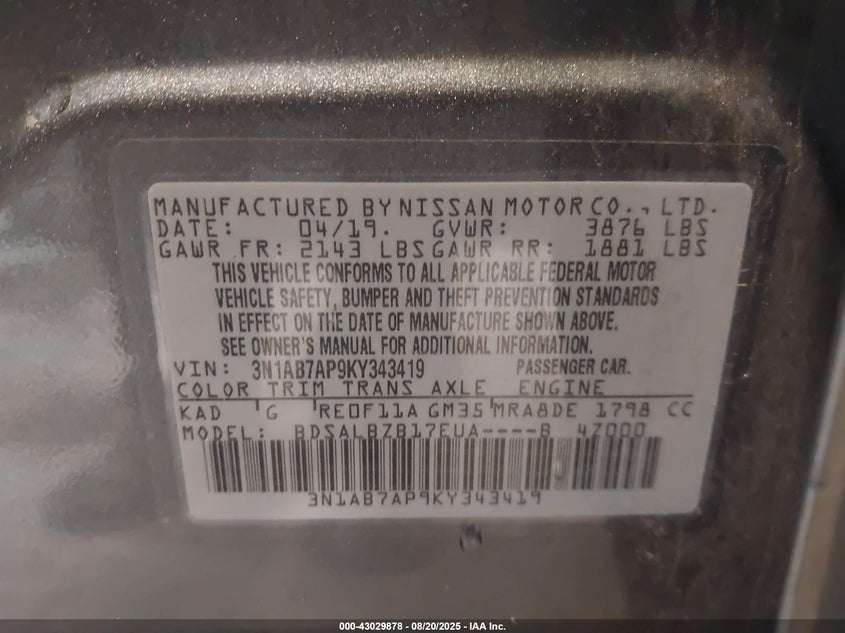 MANUFACTURED BY NISSAN MOTOR CO., LTD.
DATE: 04/19. GVWR: 3876 LBS
GAWR FR: 2143 LBS GAWR RR: 1881 LBS
THIS VEHICLE CONFORMS TO ALL APPLICABLE FEDERAL MOTOR
VEHICLE SAFETY, BUMPER AND THEFT PREVENTION STANDARDS
IN EFFECT ON THE DATE OF MANUFACTURE SHOWN ABOVE.
SEE OWNER'S MANUAL FOR ADDITIONAL INFORMATION.
VIN: 3N1AB7AP9KY343419 PASSENGER CAR.
COLOR TRIM TRANS AXLE ENGINE
KAD G RE0F11A GM35 MRA8DE 1798 CC
MODEL: BDSALBZB17EUA----B 4Z000
3N1AB7AP9KY343419
000-43029878 - 08/20/2025 - IAA Inc.